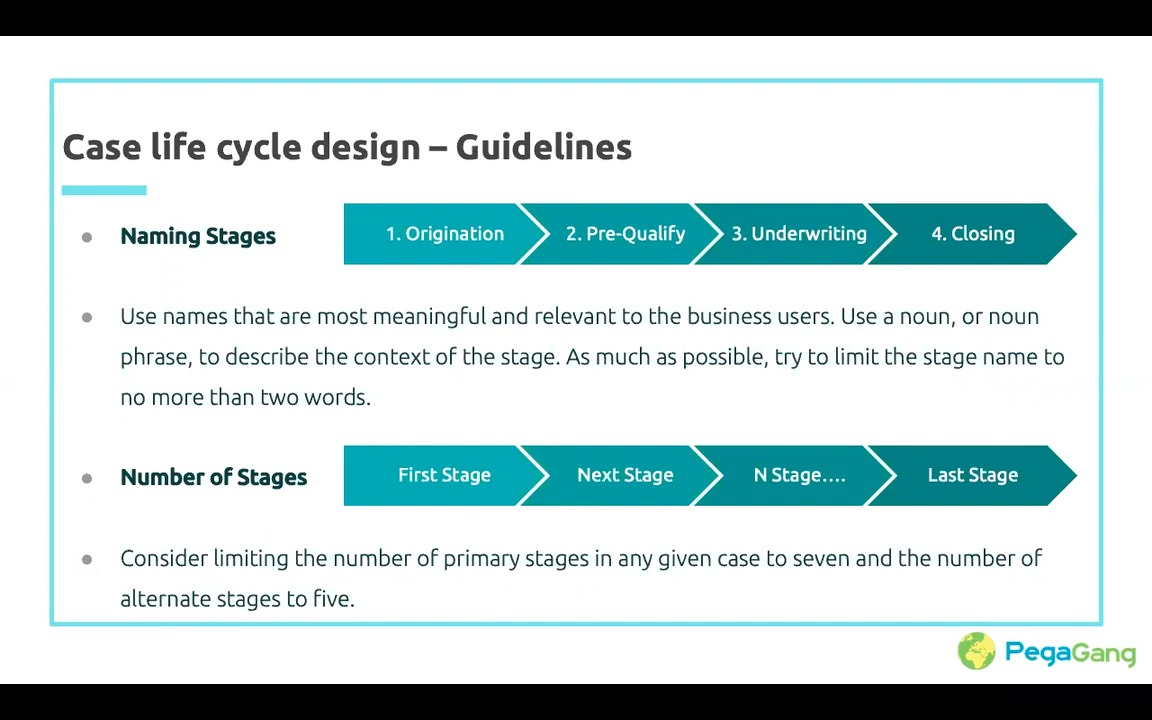 Case life cycle design – Guidelines
Naming Stages
1. Origination
2. Pre-Qualify
3. Underwriting
4. Closing
Use names that are most meaningful and relevant to the business users. Use a noun, or noun
phrase, to describe the context of the stage. As much as possible, try to limit the stage name to
no more than two words.
Number of Stages
First Stage
Next Stage
N Stage....
Last Stage
Consider limiting the number of primary stages in any given case to seven and the number of
alternate stages to five.
PegaGang